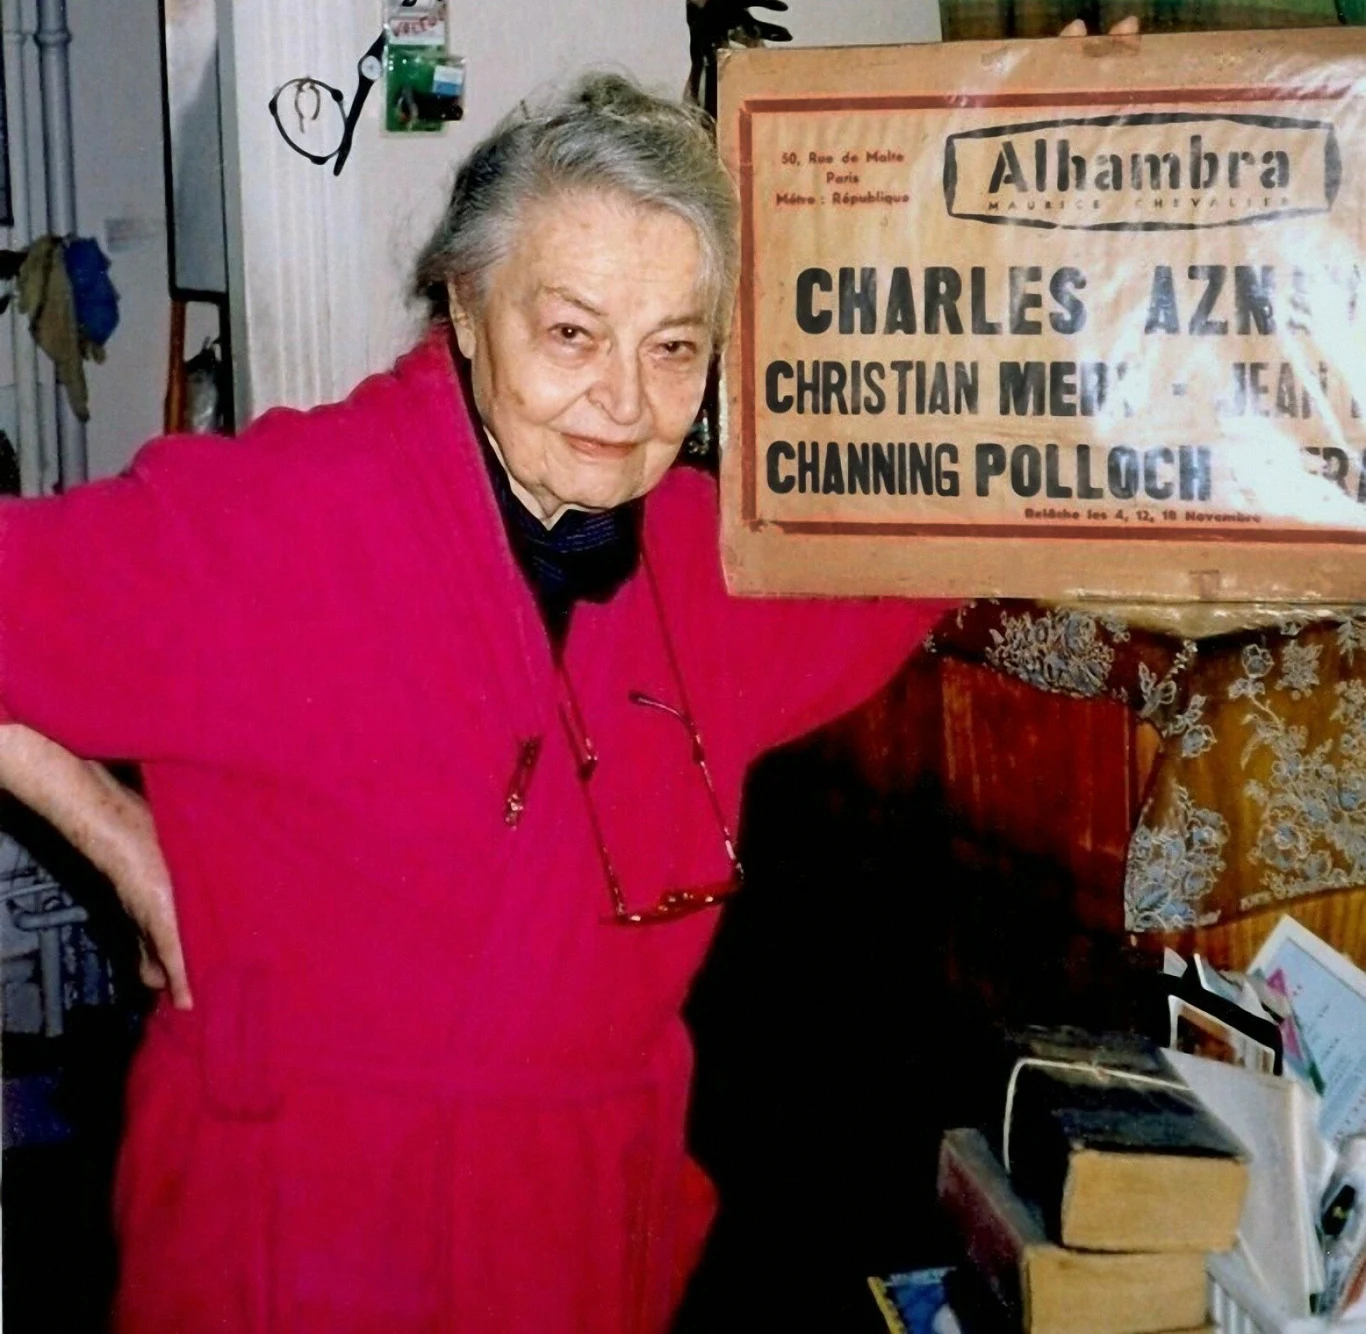 50, Rue de Malte
Paris
Métro : République
Alhambra
MAURICE CHEVALIER
CHARLES
CHRISTIAN
CHANNING POLLOCH
Relâche les 4, 12, 18 Novembre